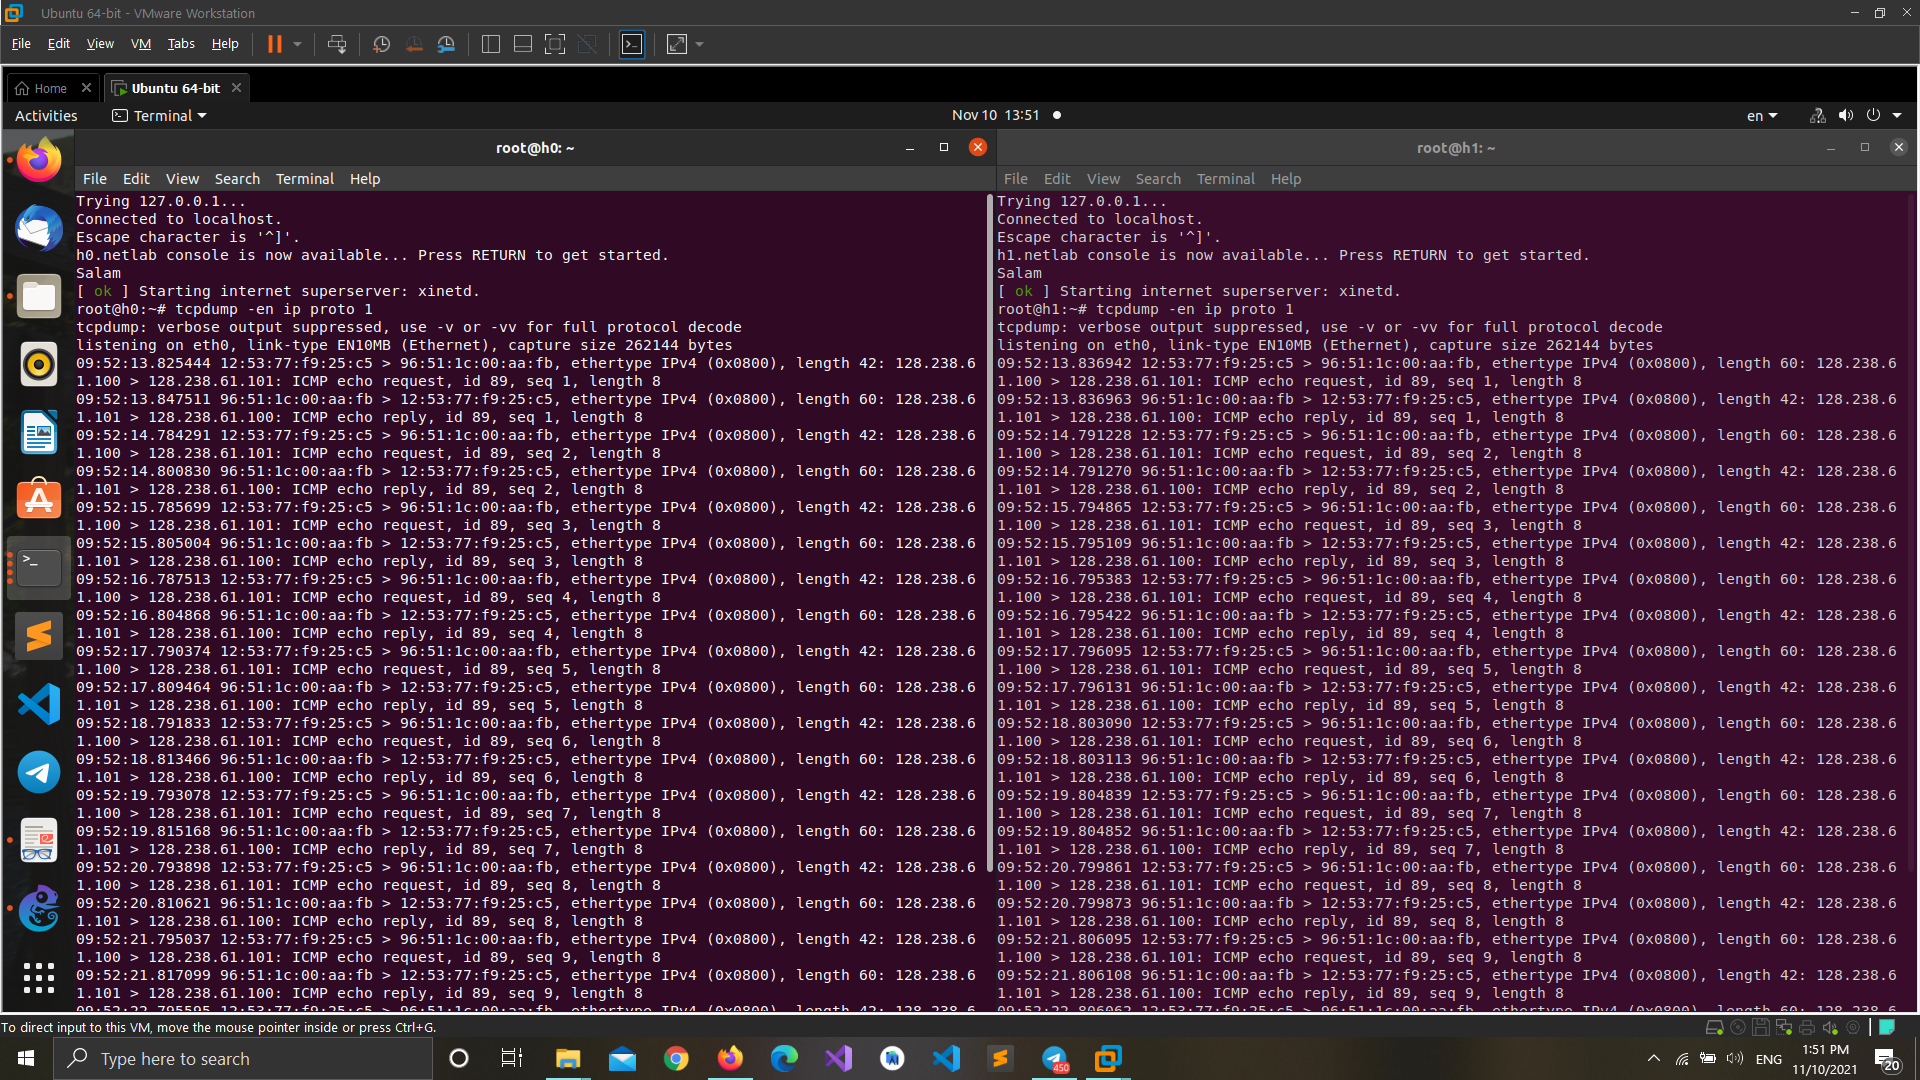 Ubuntu 64-bit - VMware Workstation
File Edit View VM Tabs Help
Home Ubuntu 64-bit
Activities Terminal Nov 10 13:51 en
root@h0: ~
File Edit View Search Terminal Help
Trying 127.0.0.1...
Connected to localhost.
Escape character is '^]'.
h0.netlab console is now available... Press RETURN to get started.
Salam
[ ok ] Starting internet superserver: xinetd.
root@h0:~# tcpdump -en ip proto 1
tcpdump: verbose output suppressed, use -v or -vv for full protocol decode
listening on eth0, link-type EN10MB (Ethernet), capture size 262144 bytes
09:52:13.825444 12:53:77:f9:25:c5 > 96:51:1c:00:aa:fb, ethertype IPv4 (0x0800), length 42: 128.238.6
1.100 > 128.238.61.101: ICMP echo request, id 89, seq 1, length 8
09:52:13.847511 96:51:1c:00:aa:fb > 12:53:77:f9:25:c5, ethertype IPv4 (0x0800), length 60: 128.238.6
1.101 > 128.238.61.100: ICMP echo reply, id 89, seq 1, length 8
09:52:14.784291 12:53:77:f9:25:c5 > 96:51:1c:00:aa:fb, ethertype IPv4 (0x0800), length 42: 128.238.6
1.100 > 128.238.61.101: ICMP echo request, id 89, seq 2, length 8
09:52:14.800830 96:51:1c:00:aa:fb > 12:53:77:f9:25:c5, ethertype IPv4 (0x0800), length 60: 128.238.6
1.101 > 128.238.61.100: ICMP echo reply, id 89, seq 2, length 8
09:52:15.785699 12:53:77:f9:25:c5 > 96:51:1c:00:aa:fb, ethertype IPv4 (0x0800), length 42: 128.238.6
1.100 > 128.238.61.101: ICMP echo request, id 89, seq 3, length 8
09:52:15.805004 96:51:1c:00:aa:fb > 12:53:77:f9:25:c5, ethertype IPv4 (0x0800), length 60: 128.238.6
1.101 > 128.238.61.100: ICMP echo reply, id 89, seq 3, length 8
09:52:16.787513 12:53:77:f9:25:c5 > 96:51:1c:00:aa:fb, ethertype IPv4 (0x0800), length 42: 128.238.6
1.100 > 128.238.61.101: ICMP echo request, id 89, seq 4, length 8
09:52:16.804868 96:51:1c:00:aa:fb > 12:53:77:f9:25:c5, ethertype IPv4 (0x0800), length 60: 128.238.6
1.101 > 128.238.61.100: ICMP echo reply, id 89, seq 4, length 8
09:52:17.790374 12:53:77:f9:25:c5 > 96:51:1c:00:aa:fb, ethertype IPv4 (0x0800), length 42: 128.238.6
1.100 > 128.238.61.101: ICMP echo request, id 89, seq 5, length 8
09:52:17.809464 96:51:1c:00:aa:fb > 12:53:77:f9:25:c5, ethertype IPv4 (0x0800), length 60: 128.238.6
1.101 > 128.238.61.100: ICMP echo reply, id 89, seq 5, length 8
09:52:18.791833 12:53:77:f9:25:c5 > 96:51:1c:00:aa:fb, ethertype IPv4 (0x0800), length 42: 128.238.6
1.100 > 128.238.61.101: ICMP echo request, id 89, seq 6, length 8
09:52:18.813466 96:51:1c:00:aa:fb > 12:53:77:f9:25:c5, ethertype IPv4 (0x0800), length 60: 128.238.6
1.101 > 128.238.61.100: ICMP echo reply, id 89, seq 6, length 8
09:52:19.793078 12:53:77:f9:25:c5 > 96:51:1c:00:aa:fb, ethertype IPv4 (0x0800), length 42: 128.238.6
1.100 > 128.238.61.101: ICMP echo request, id 89, seq 7, length 8
09:52:19.815168 96:51:1c:00:aa:fb > 12:53:77:f9:25:c5, ethertype IPv4 (0x0800), length 60: 128.238.6
1.101 > 128.238.61.100: ICMP echo reply, id 89, seq 7, length 8
09:52:20.793898 12:53:77:f9:25:c5 > 96:51:1c:00:aa:fb, ethertype IPv4 (0x0800), length 42: 128.238.6
1.100 > 128.238.61.101: ICMP echo request, id 89, seq 8, length 8
09:52:20.810621 96:51:1c:00:aa:fb > 12:53:77:f9:25:c5, ethertype IPv4 (0x0800), length 60: 128.238.6
1.101 > 128.238.61.100: ICMP echo reply, id 89, seq 8, length 8
09:52:21.795037 12:53:77:f9:25:c5 > 96:51:1c:00:aa:fb, ethertype IPv4 (0x0800), length 42: 128.238.6
1.100 > 128.238.61.101: ICMP echo request, id 89, seq 9, length 8
09:52:21.817099 96:51:1c:00:aa:fb > 12:53:77:f9:25:c5, ethertype IPv4 (0x0800), length 60: 128.238.6
1.101 > 128.238.61.100: ICMP echo reply, id 89, seq 9, length 8
root@h1: ~
File Edit View Search Terminal Help
Trying 127.0.0.1...
Connected to localhost.
Escape character is '^]'.
h1.netlab console is now available... Press RETURN to get started.
Salam
[ ok ] Starting internet superserver: xinetd.
root@h1:~# tcpdump -en ip proto 1
tcpdump: verbose output suppressed, use -v or -vv for full protocol decode
listening on eth0, link-type EN10MB (Ethernet), capture size 262144 bytes
09:52:13.836942 12:53:77:f9:25:c5 > 96:51:1c:00:aa:fb, ethertype IPv4 (0x0800), length 60: 128.238.6
1.100 > 128.238.61.101: ICMP echo request, id 89, seq 1, length 8
09:52:13.836963 96:51:1c:00:aa:fb > 12:53:77:f9:25:c5, ethertype IPv4 (0x0800), length 42: 128.238.6
1.101 > 128.238.61.100: ICMP echo reply, id 89, seq 1, length 8
09:52:14.791228 12:53:77:f9:25:c5 > 96:51:1c:00:aa:fb, ethertype IPv4 (0x0800), length 60: 128.238.6
1.100 > 128.238.61.101: ICMP echo request, id 89, seq 2, length 8
09:52:14.791270 96:51:1c:00:aa:fb > 12:53:77:f9:25:c5, ethertype IPv4 (0x0800), length 42: 128.238.6
1.101 > 128.238.61.100: ICMP echo reply, id 89, seq 2, length 8
09:52:15.794865 12:53:77:f9:25:c5 > 96:51:1c:00:aa:fb, ethertype IPv4 (0x0800), length 60: 128.238.6
1.100 > 128.238.61.101: ICMP echo request, id 89, seq 3, length 8
09:52:15.795109 96:51:1c:00:aa:fb > 12:53:77:f9:25:c5, ethertype IPv4 (0x0800), length 42: 128.238.6
1.101 > 128.238.61.100: ICMP echo reply, id 89, seq 3, length 8
09:52:16.795383 12:53:77:f9:25:c5 > 96:51:1c:00:aa:fb, ethertype IPv4 (0x0800), length 60: 128.238.6
1.100 > 128.238.61.101: ICMP echo request, id 89, seq 4, length 8
09:52:16.795422 96:51:1c:00:aa:fb > 12:53:77:f9:25:c5, ethertype IPv4 (0x0800), length 42: 128.238.6
1.101 > 128.238.61.100: ICMP echo reply, id 89, seq 4, length 8
09:52:17.796095 12:53:77:f9:25:c5 > 96:51:1c:00:aa:fb, ethertype IPv4 (0x0800), length 60: 128.238.6
1.100 > 128.238.61.101: ICMP echo request, id 89, seq 5, length 8
09:52:17.796131 96:51:1c:00:aa:fb > 12:53:77:f9:25:c5, ethertype IPv4 (0x0800), length 42: 128.238.6
1.101 > 128.238.61.100: ICMP echo reply, id 89, seq 5, length 8
09:52:18.803090 12:53:77:f9:25:c5 > 96:51:1c:00:aa:fb, ethertype IPv4 (0x0800), length 60: 128.238.6
1.100 > 128.238.61.101: ICMP echo request, id 89, seq 6, length 8
09:52:18.803113 96:51:1c:00:aa:fb > 12:53:77:f9:25:c5, ethertype IPv4 (0x0800), length 42: 128.238.6
1.101 > 128.238.61.100: ICMP echo reply, id 89, seq 6, length 8
09:52:19.804839 12:53:77:f9:25:c5 > 96:51:1c:00:aa:fb, ethertype IPv4 (0x0800), length 60: 128.238.6
1.100 > 128.238.61.101: ICMP echo request, id 89, seq 7, length 8
09:52:19.804852 96:51:1c:00:aa:fb > 12:53:77:f9:25:c5, ethertype IPv4 (0x0800), length 42: 128.238.6
1.101 > 128.238.61.100: ICMP echo reply, id 89, seq 7, length 8
09:52:20.799861 12:53:77:f9:25:c5 > 96:51:1c:00:aa:fb, ethertype IPv4 (0x0800), length 60: 128.238.6
1.100 > 128.238.61.101: ICMP echo request, id 89, seq 8, length 8
09:52:20.799873 96:51:1c:00:aa:fb > 12:53:77:f9:25:c5, ethertype IPv4 (0x0800), length 42: 128.238.6
1.101 > 128.238.61.100: ICMP echo reply, id 89, seq 8, length 8
09:52:21.806095 12:53:77:f9:25:c5 > 96:51:1c:00:aa:fb, ethertype IPv4 (0x0800), length 60: 128.238.6
1.100 > 128.238.61.101: ICMP echo request, id 89, seq 9, length 8
09:52:21.806108 96:51:1c:00:aa:fb > 12:53:77:f9:25:c5, ethertype IPv4 (0x0800), length 42: 128.238.6
1.101 > 128.238.61.100: ICMP echo reply, id 89, seq 9, length 8
To direct input to this VM, move the mouse pointer inside or press Ctrl+G.
Type here to search
450
ENG
1:51 PM
11/10/2021
20